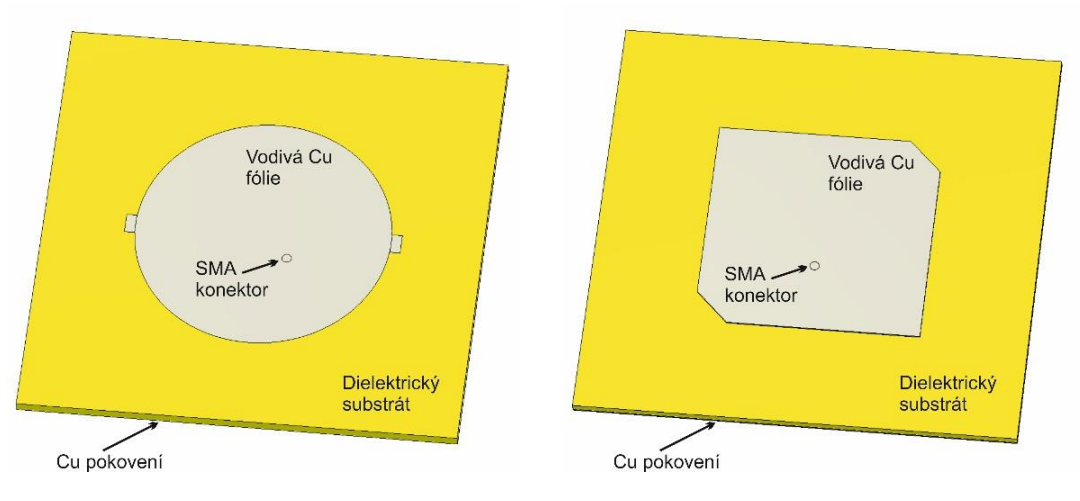 Vodivá Cu
fólie
SMA
konektor
Dielektrický
substrát
Cu pokovení
Vodivá Cu
fólie
SMA
konektor
Dielektrický
substrát
Cu pokovení